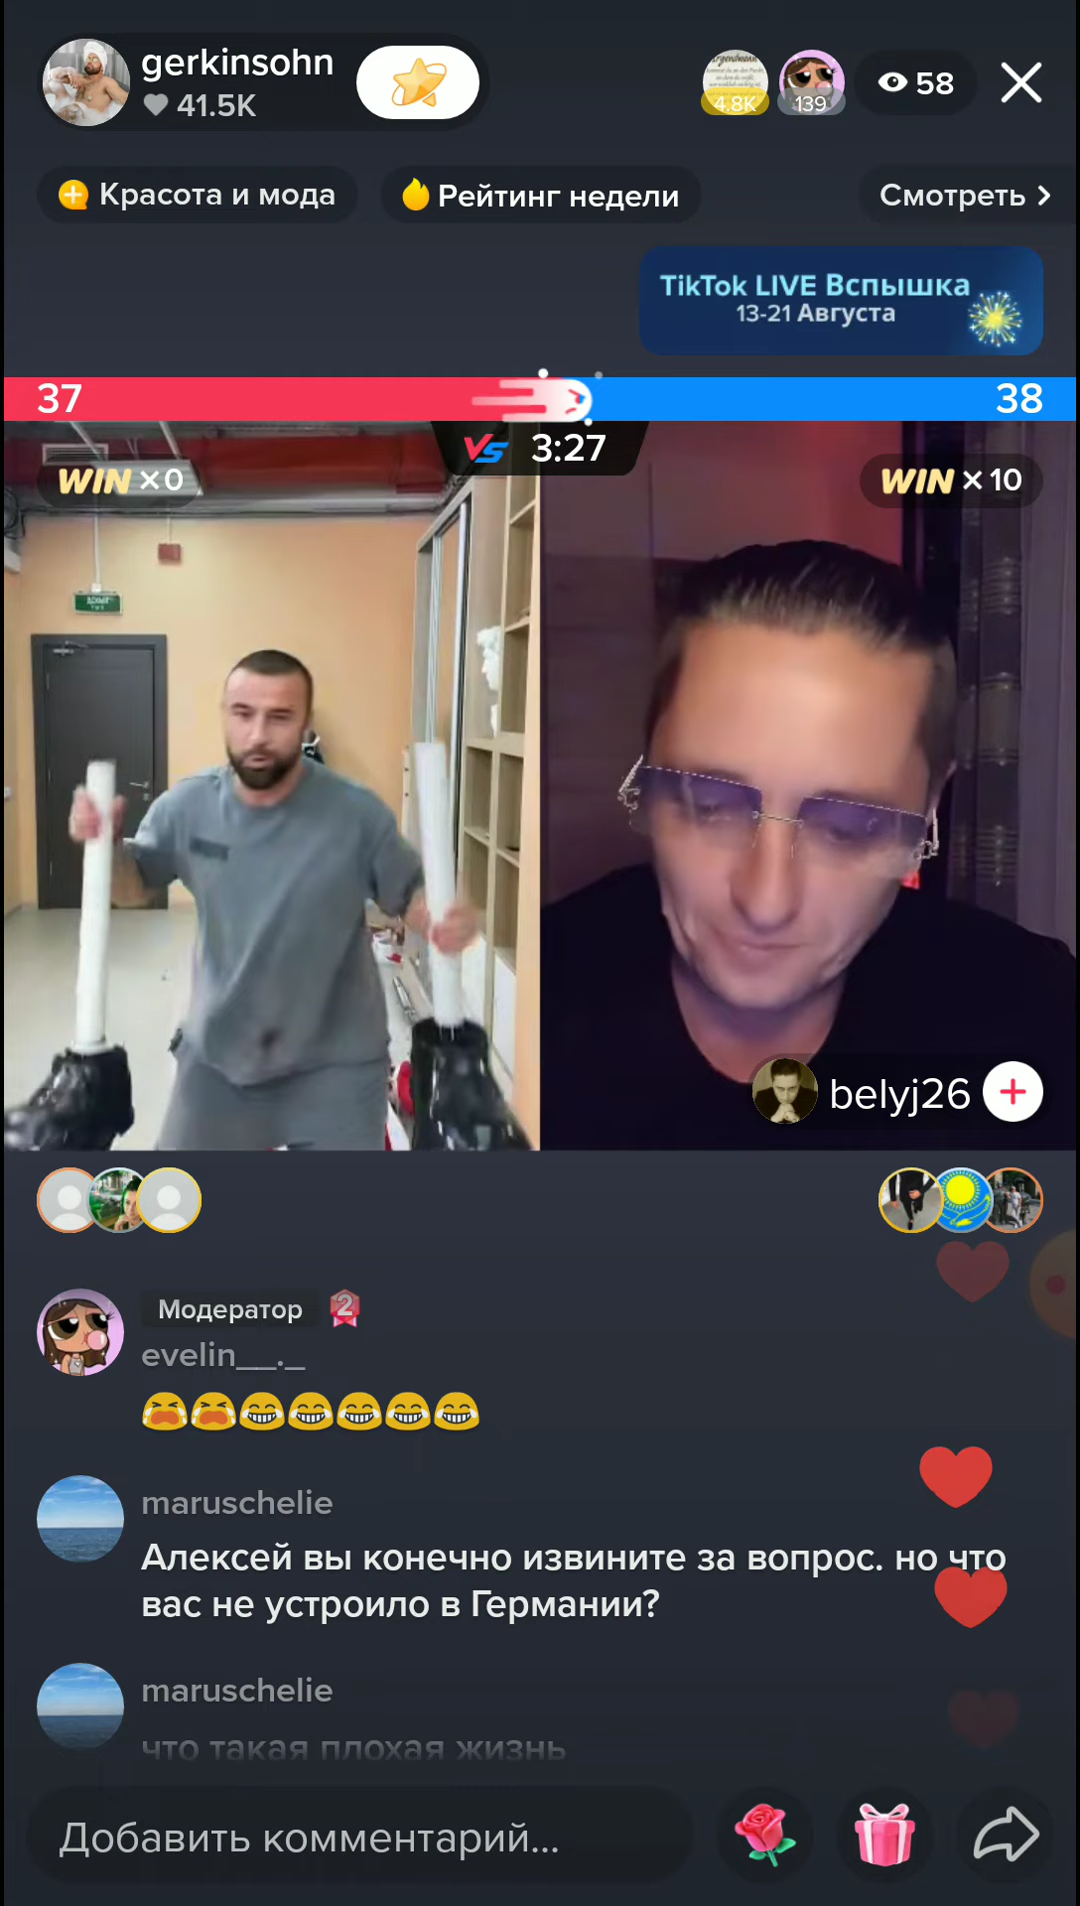 gerkinsohn
41.5K
4.8K
139
58
Красота и мода
Рейтинг недели
Смотреть
TikTok LIVE Вспышка
13-21 Августа
37
38
VS 3:27
WIN ×0
WIN ×10
belyj26
Модератор
2
evelin__._
maruschelie
Алексей вы конечно извините за вопрос. но что
вас не устроило в Германии?
maruschelie
что такая плохая жизнь
Добавить комментарий...